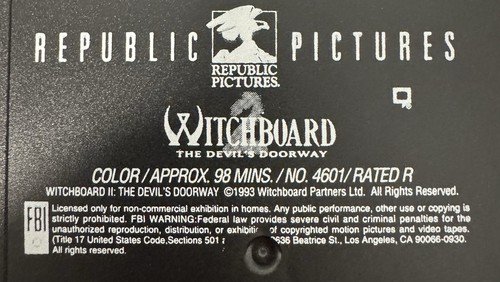 REPUBLIC PICTURES
REPUBLIC
PICTURES.
2
WITCHBOARD
THE DEVIL'S DOORWAY
COLOR/APPROX. 98 MINS./NO. 4601/RATED R
WITCHBOARD II: THE DEVIL'S DOORWAY ©1993 Witchboard Partners Ltd. All Rights Reserved.
FBI
Licensed only for non-commercial exhibition in homes. Any public performance, other use or copying is
strictly prohibited. FBI WARNING:Federal law provides severe civil and criminal penalties for the
unauthorized reproduction, distribution, or exhibition of copyrighted motion pictures and video tapes.
(Title 17 United States Code,Sections 501 636 Beatrice St., Los Angeles, CA 90066-0930.
All rights reserved.